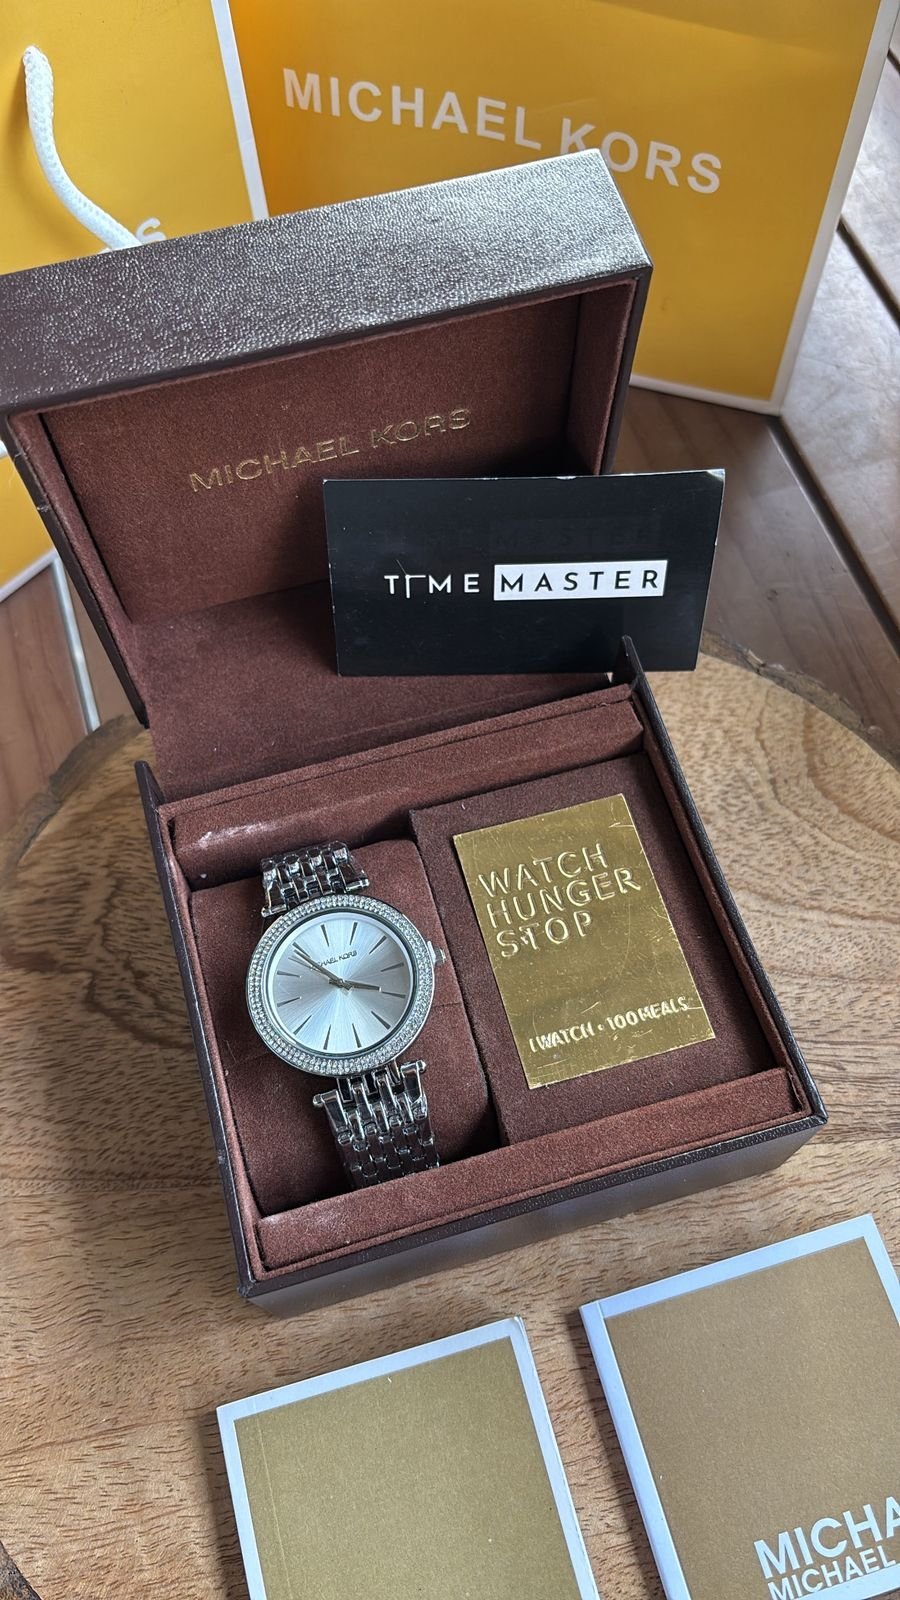 MICHAEL KORS
S
MICHAEL KORS
TIME MASTER
WATCH
HUNGER
STOP
1 WATCH • 100 MEALS
MICHAEL KORS
MICHA
MICHAEL